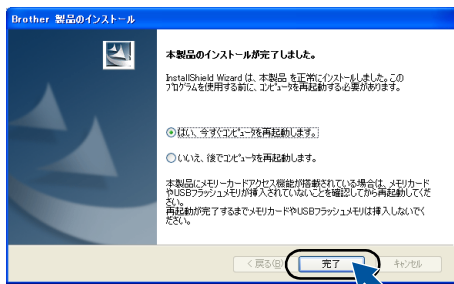 Brother 製品のインストール
本製品のインストールが完了しました。
InstallShield Wizard は、本製品 を正常にインストールしました。この
プログラムを使用する前に、コンピュータを再起動する必要があります。
はい、今すぐコンピュータを再起動します。
いいえ、後でコンピュータを再起動します。
本製品にメモリーカードアクセス機能が搭載されている場合は、メモリカード
やUSBフラッシュメモリが挿入されていないことを確認してから再起動してくだ
さい。
再起動が完了するまでメモリカードやUSBフラッシュメモリは挿入しないでく
ださい。
< 戻る(B) 完了 キャンセル